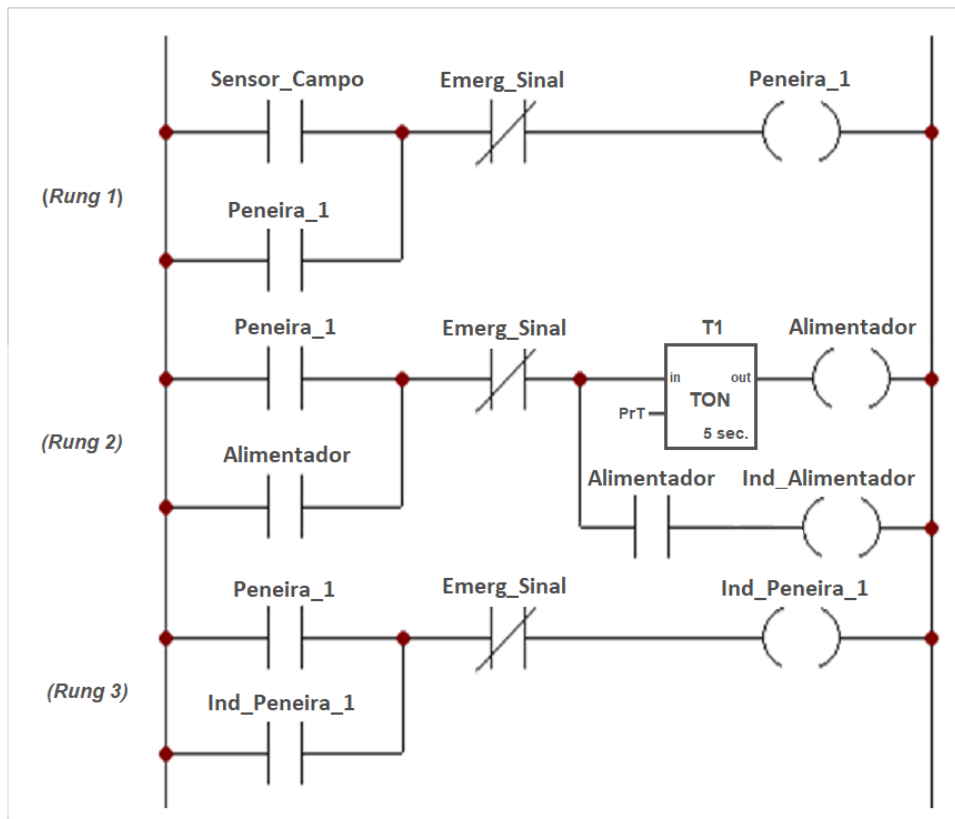 Sensor_Campo Emerg_Sinal Peneira_1
(Rung 1)
Peneira_1
Peneira_1 Emerg_Sinal T1 Alimentador
in out
TON
PrT
5 sec.
(Rung 2)
Alimentador
Alimentador Ind_Alimentador
Peneira_1 Emerg_Sinal Ind_Peneira_1
(Rung 3)
Ind_Peneira_1